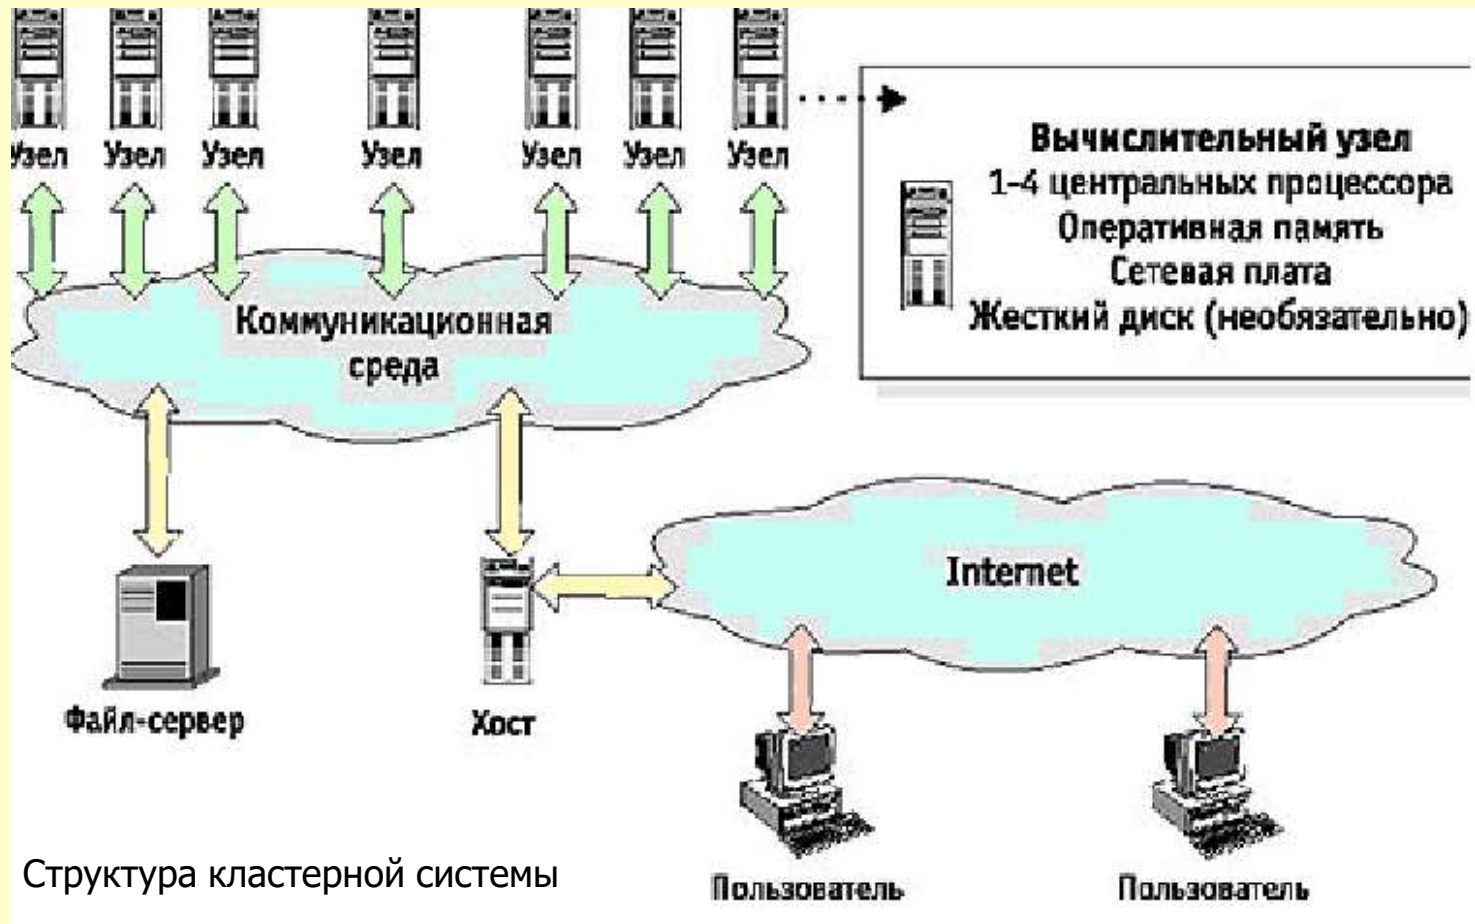 Узел Узел Узел Узел Узел Узел Узел
Вычислительный узел
1-4 центральных процессора
Оперативная память
Сетевая плата
Жесткий диск (необязательно)
Коммуникационная
среда
Internet
Файл-сервер
Хост
Пользователь
Пользователь
Структура кластерной системы